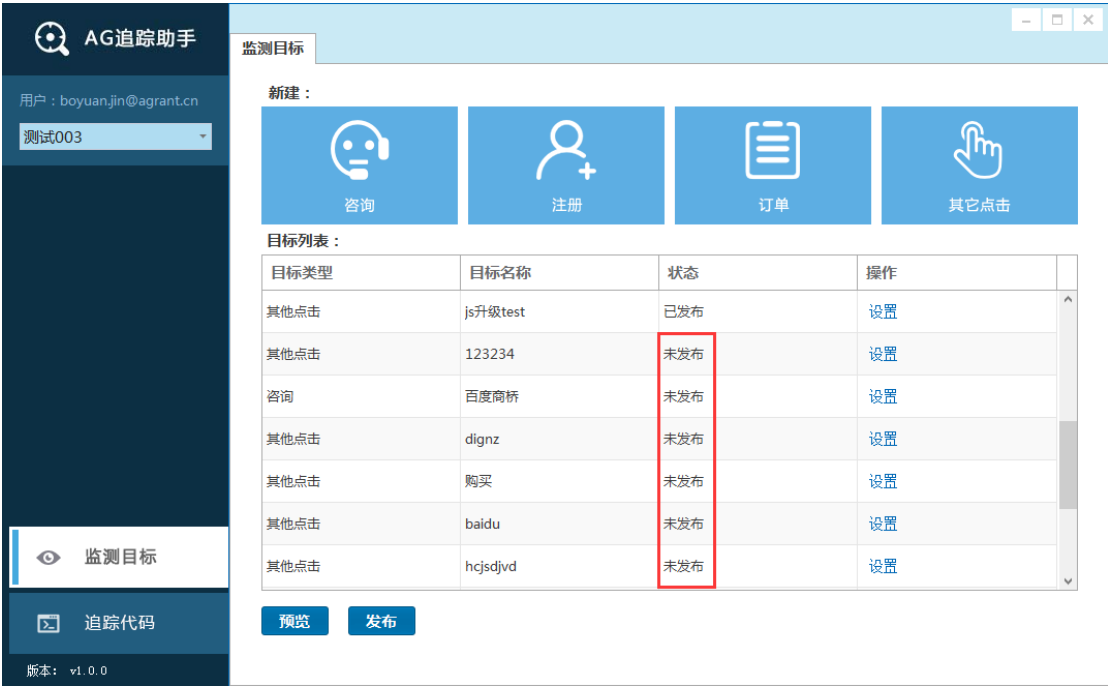 AG追踪助手
监测目标
用户：boyuan.jin@agrant.cn
测试003
新建：
咨询 注册 订单 其它点击
目标列表：
目标类型 目标名称 状态 操作
其他点击 js升级test 已发布 设置
其他点击 123234 未发布 设置
咨询 百度商桥 未发布 设置
其他点击 dignz 未发布 设置
其他点击 购买 未发布 设置
其他点击 baidu 未发布 设置
其他点击 hcjsdjvd 未发布 设置
监测目标
追踪代码
预览 发布
版本： v1.0.0